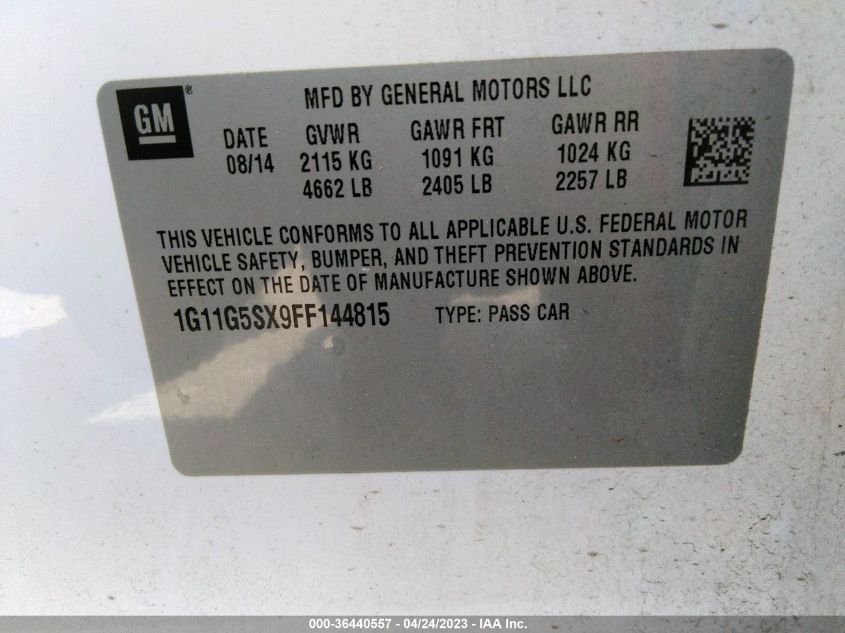 GM®
MFD BY GENERAL MOTORS LLC
DATE GVWR GAWR FRT GAWR RR
08/14 2115 KG 1091 KG 1024 KG
4662 LB 2405 LB 2257 LB
THIS VEHICLE CONFORMS TO ALL APPLICABLE U.S. FEDERAL MOTOR
VEHICLE SAFETY, BUMPER, AND THEFT PREVENTION STANDARDS IN
EFFECT ON THE DATE OF MANUFACTURE SHOWN ABOVE.
1G11G5SX9FF144815 TYPE: PASS CAR
000-36440557 - 04/24/2023 - IAA Inc.